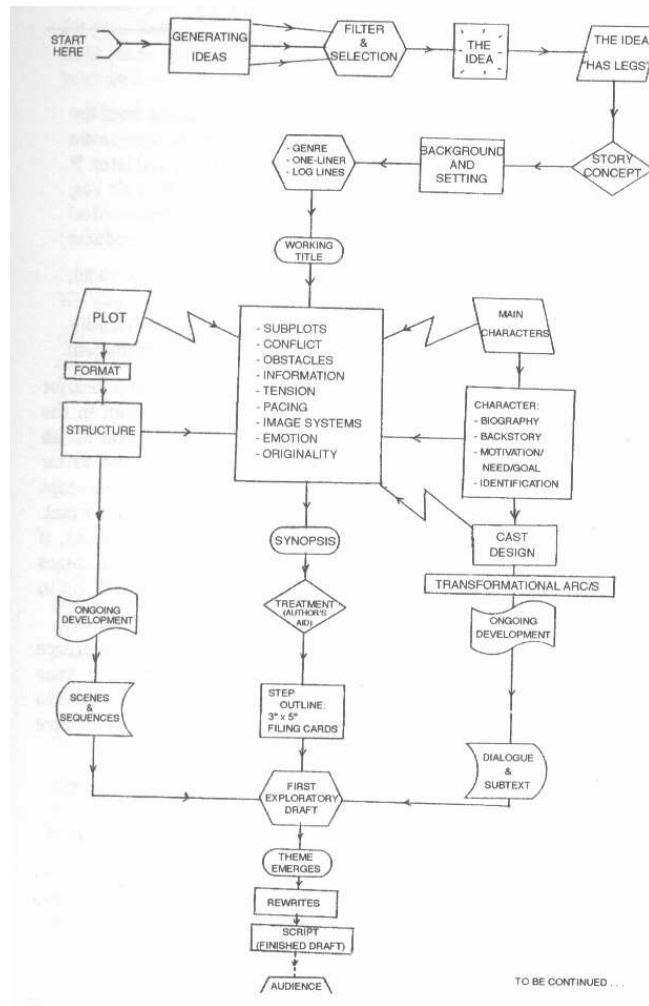 START
HERE
GENERATING
IDEAS
FILTER
&
SELECTION
THE
IDEA
THE IDEA
"HAS LEGS"
STORY
CONCEPT
BACKGROUND
AND
SETTING
- GENRE
- ONE-LINER
- LOG LINES
WORKING
TITLE
PLOT
FORMAT
STRUCTURE
- SUBPLOTS
- CONFLICT
- OBSTACLES
- INFORMATION
- TENSION
- PACING
- IMAGE SYSTEMS
- EMOTION
- ORIGINALITY
MAIN
CHARACTERS
CHARACTER:
- BIOGRAPHY
- BACKSTORY
- MOTIVATION/
NEED/GOAL
- IDENTIFICATION
CAST
DESIGN
TRANSFORMATIONAL ARC/S
ONGOING
DEVELOPMENT
SYNOPSIS
TREATMENT
(AUTHOR'S
AID)
ONGOING
DEVELOPMENT
SCENES
&
SEQUENCES
STEP
OUTLINE:
3" x 5"
FILING CARDS
DIALOGUE
&
SUBTEXT
FIRST
EXPLORATORY
DRAFT
THEME
EMERGES
REWRITES
SCRIPT
(FINISHED DRAFT)
AUDIENCE
TO BE CONTINUED . . .